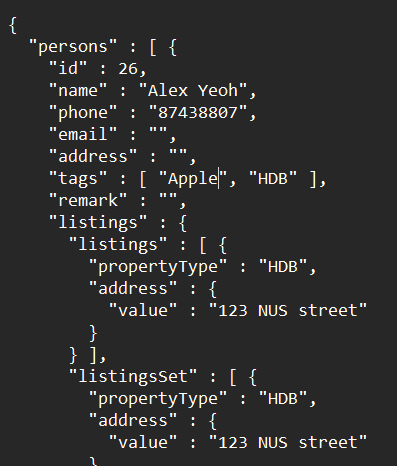 {
  "persons" : [ {
    "id" : 26,
    "name" : "Alex Yeoh",
    "phone" : "87438807",
    "email" : "",
    "address" : "",
    "tags" : [ "Apple", "HDB" ],
    "remark" : "",
    "listings" : {
      "listings" : [ {
        "propertyType" : "HDB",
        "address" : {
          "value" : "123 NUS street"
        }
      } ],
      "listingsSet" : [ {
        "propertyType" : "HDB",
        "address" : {
          "value" : "123 NUS street"
        }